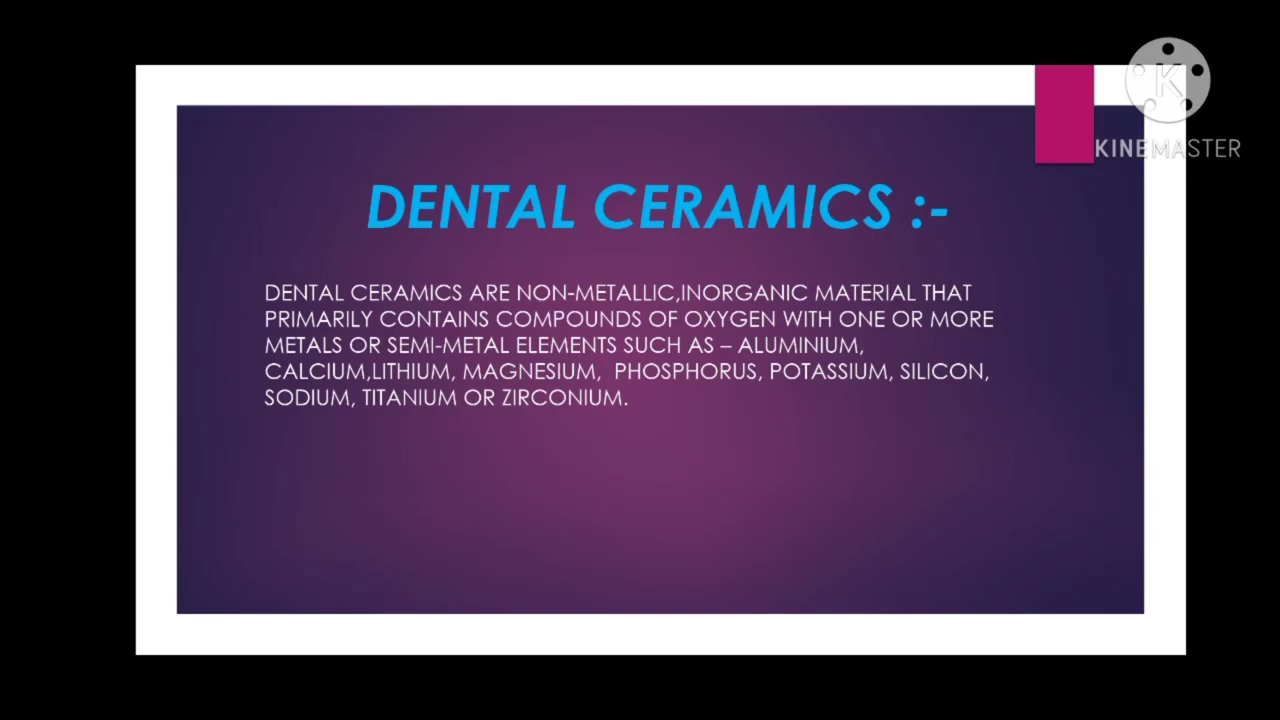 K
KINEMASTER
DENTAL CERAMICS :-
DENTAL CERAMICS ARE NON-METALLIC,INORGANIC MATERIAL THAT
PRIMARILY CONTAINS COMPOUNDS OF OXYGEN WITH ONE OR MORE
METALS OR SEMI-METAL ELEMENTS SUCH AS – ALUMINIUM,
CALCIUM,LITHIUM, MAGNESIUM,  PHOSPHORUS, POTASSIUM, SILICON,
SODIUM, TITANIUM OR ZIRCONIUM.